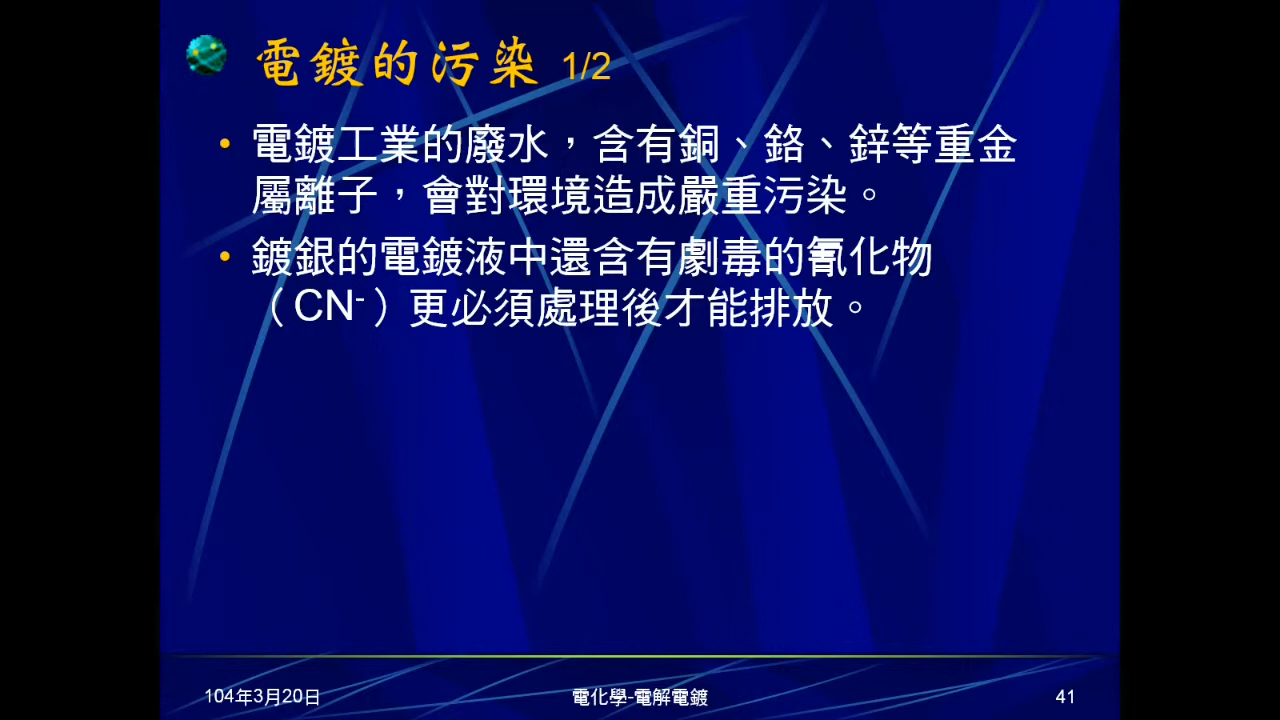 電鍍的污染 1/2
• 電鍍工業的廢水，含有銅、鉻、鋅等重金
屬離子，會對環境造成嚴重污染。
• 鍍銀的電鍍液中還含有劇毒的氰化物
（CN⁻）更必須處理後才能排放。
104年3月20日
電化學-電解電鍍
41